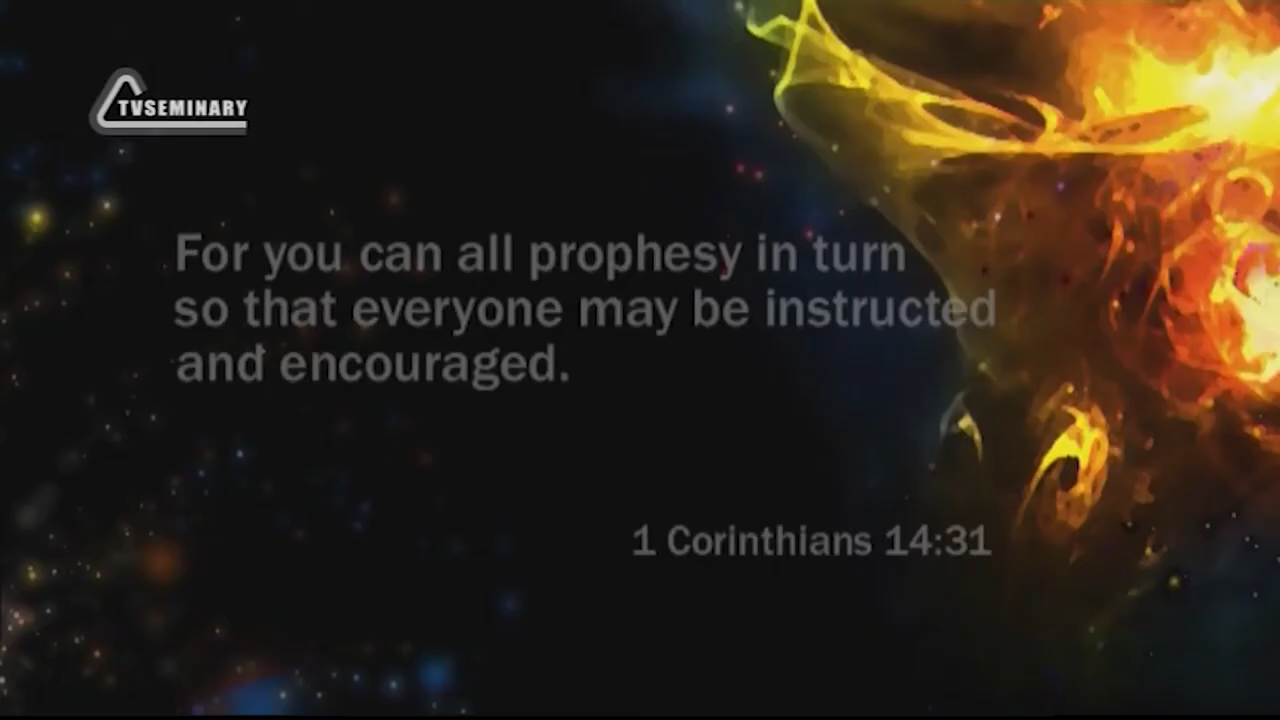 TVSEMINARY
For you can all prophesy in turn
so that everyone may be instructed
and encouraged.
1 Corinthians 14:31